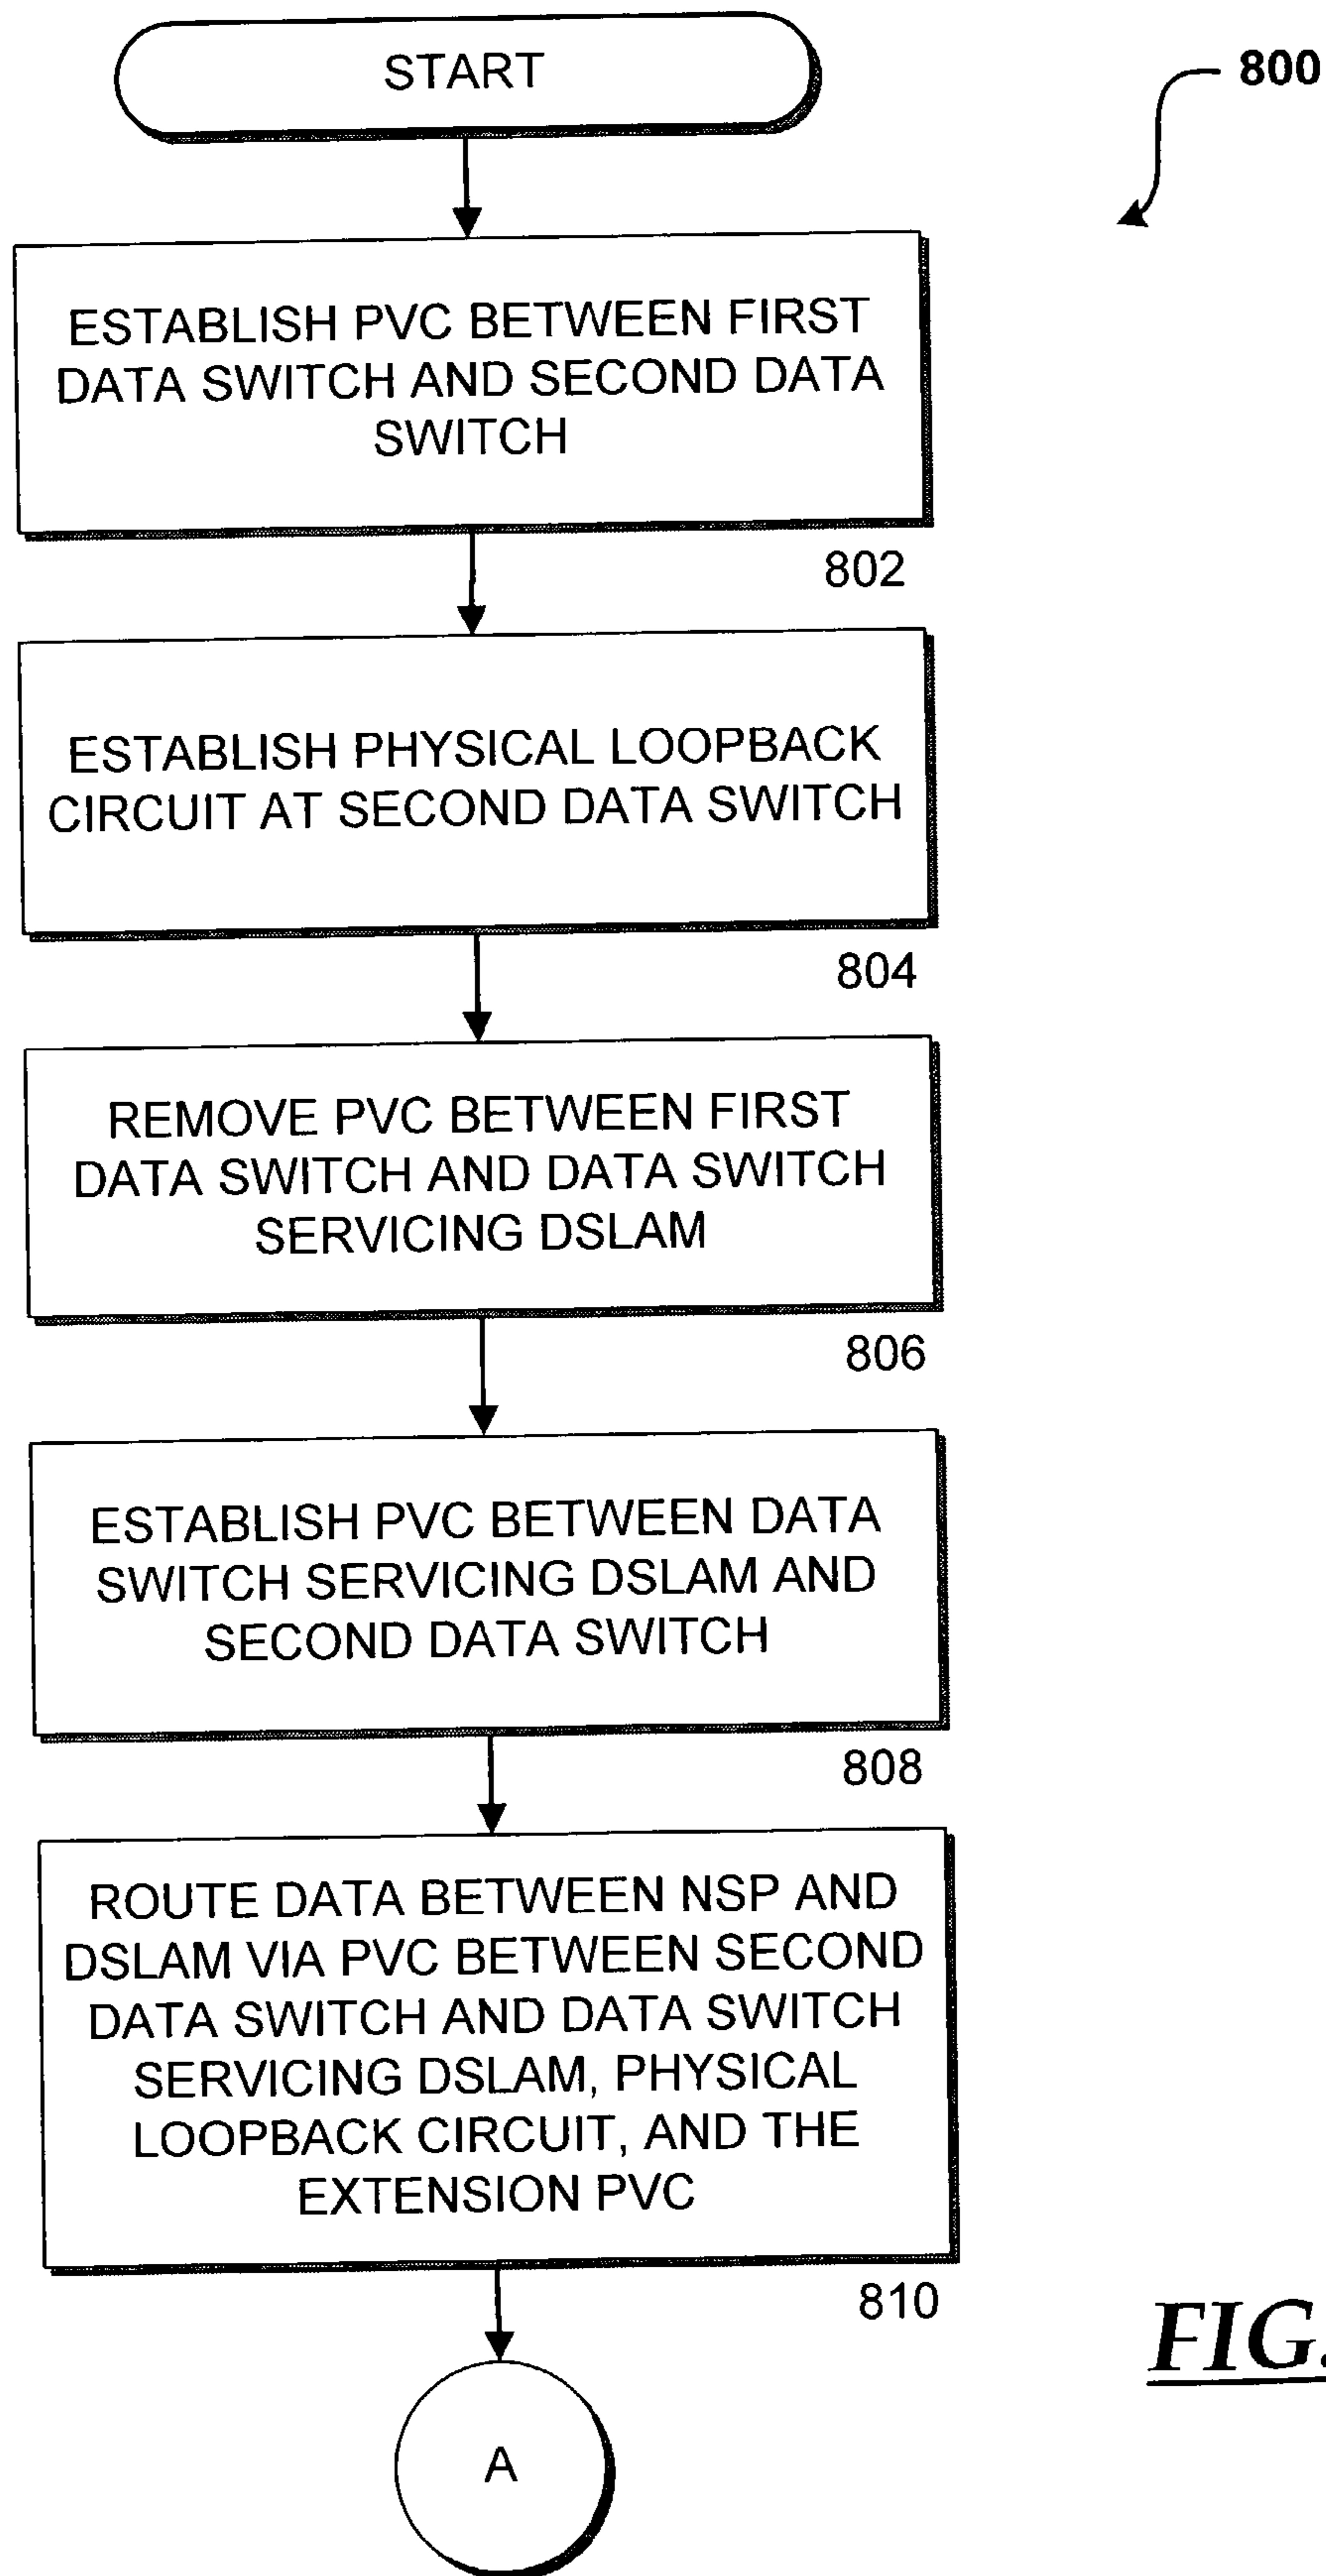 START
800
ESTABLISH PVC BETWEEN FIRST
DATA SWITCH AND SECOND DATA
SWITCH
802
ESTABLISH PHYSICAL LOOPBACK
CIRCUIT AT SECOND DATA SWITCH
804
REMOVE PVC BETWEEN FIRST
DATA SWITCH AND DATA SWITCH
SERVICING DSLAM
806
ESTABLISH PVC BETWEEN DATA
SWITCH SERVICING DSLAM AND
SECOND DATA SWITCH
808
ROUTE DATA BETWEEN NSP AND
DSLAM VIA PVC BETWEEN SECOND
DATA SWITCH AND DATA SWITCH
SERVICING DSLAM, PHYSICAL
LOOPBACK CIRCUIT, AND THE
EXTENSION PVC
810
FIG.
A